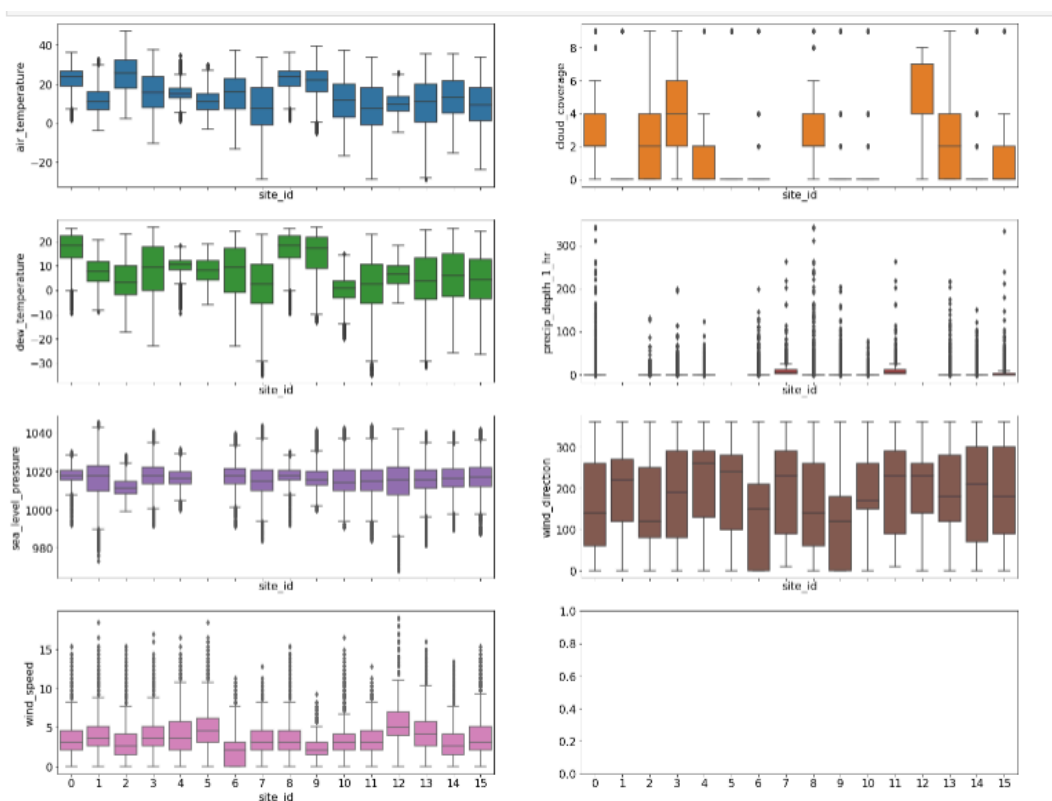 air_temperature
40
20
0
−20
site_id
cloud_coverage
8
6
4
2
0
site_id
dew_temperature
20
10
0
−10
−20
−30
site_id
precip_depth_1_hr
300
200
100
0
site_id
sea_level_pressure
1040
1020
1000
980
site_id
wind_direction
300
200
100
0
site_id
wind_speed
15
10
5
0
0 1 2 3 4 5 6 7 8 9 10 11 12 13 14 15
site_id
1.0
0.8
0.6
0.4
0.2
0.0
0 1 2 3 4 5 6 7 8 9 10 11 12 13 14 15